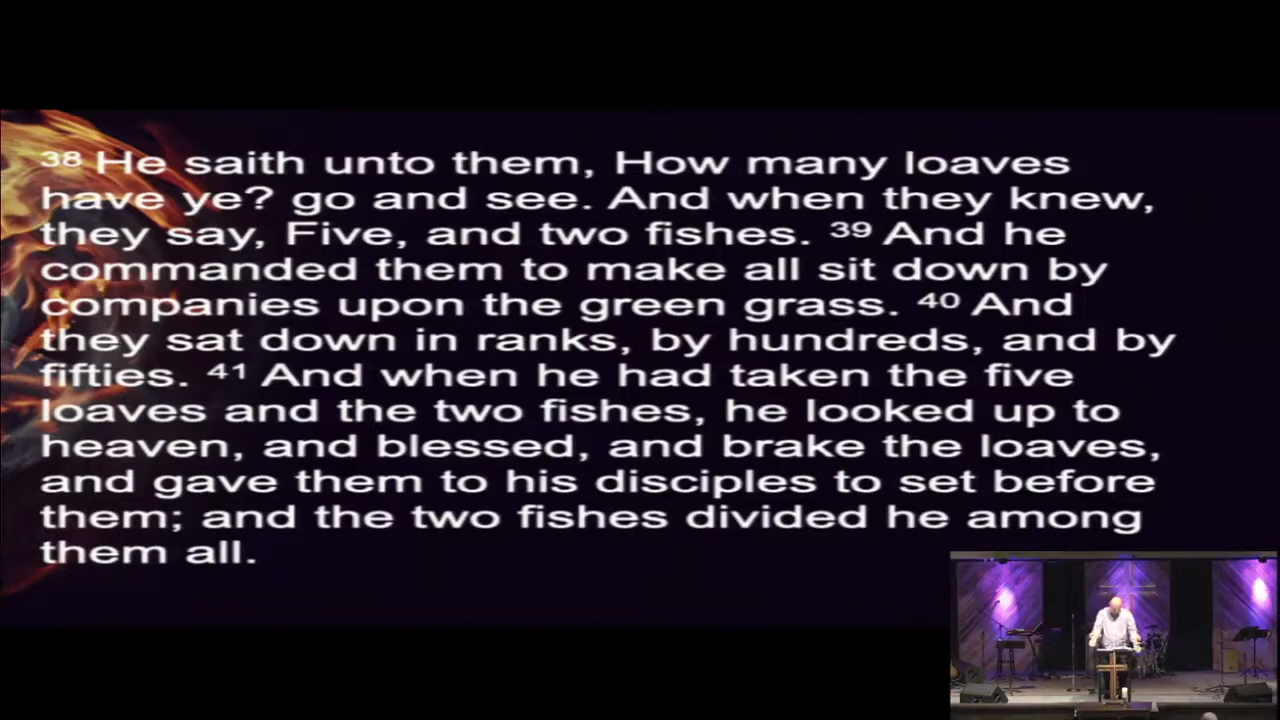 38 He saith unto them, How many loaves
have ye? go and see. And when they knew,
they say, Five, and two fishes. 39 And he
commanded them to make all sit down by
companies upon the green grass. 40 And
they sat down in ranks, by hundreds, and by
fifties. 41 And when he had taken the five
loaves and the two fishes, he looked up to
heaven, and blessed, and brake the loaves,
and gave them to his disciples to set before
them; and the two fishes divided he among
them all.